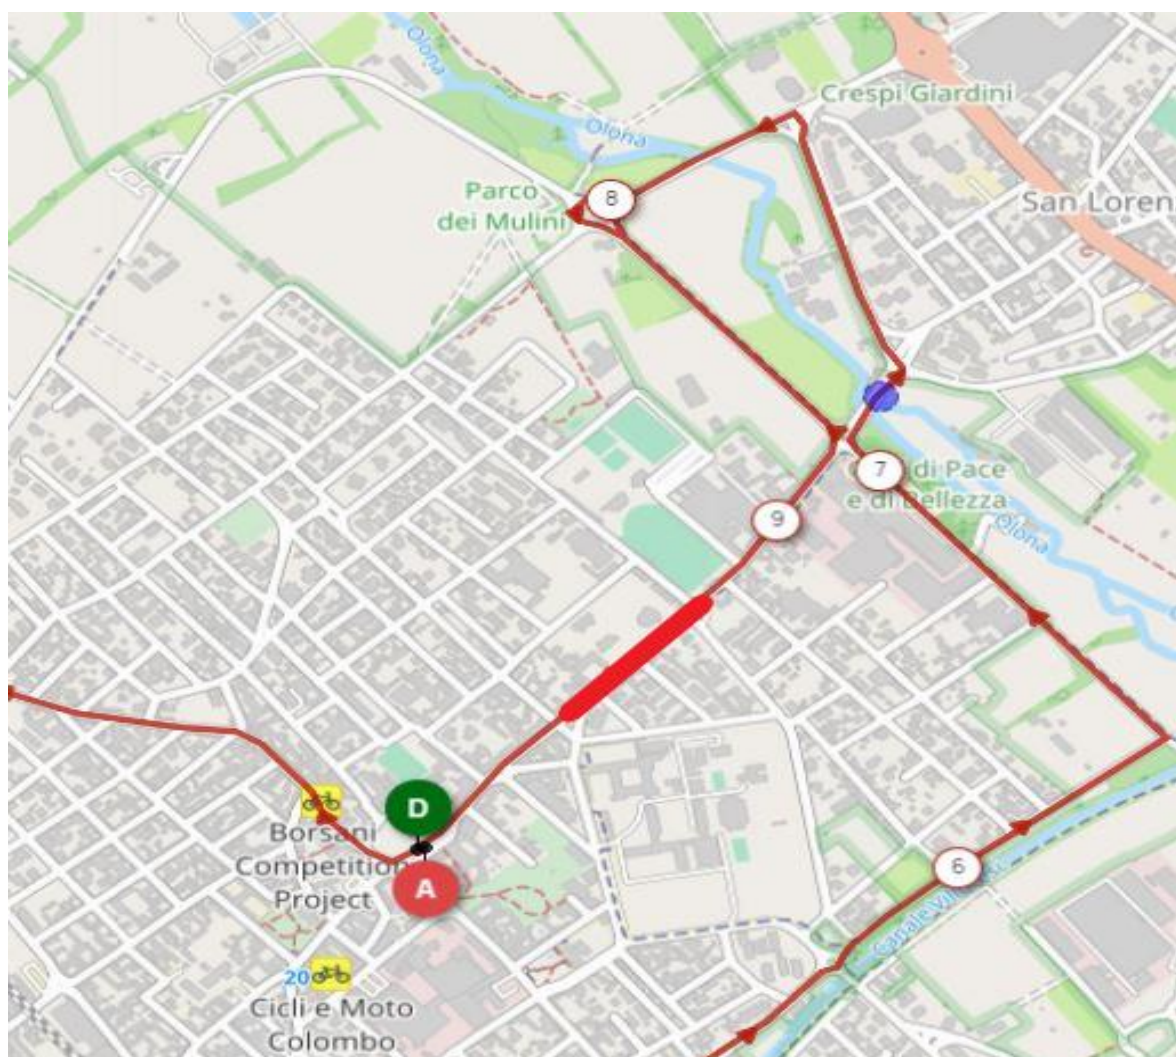 Olona
Crespi Giardini
Olona
Parco
dei Mulini
8
San Loren
7
di Pace
e di Bellezza
9
Olona
D
Borsani
Competition
Project
A
6
Canale
20
Cicli e Moto
Colombo